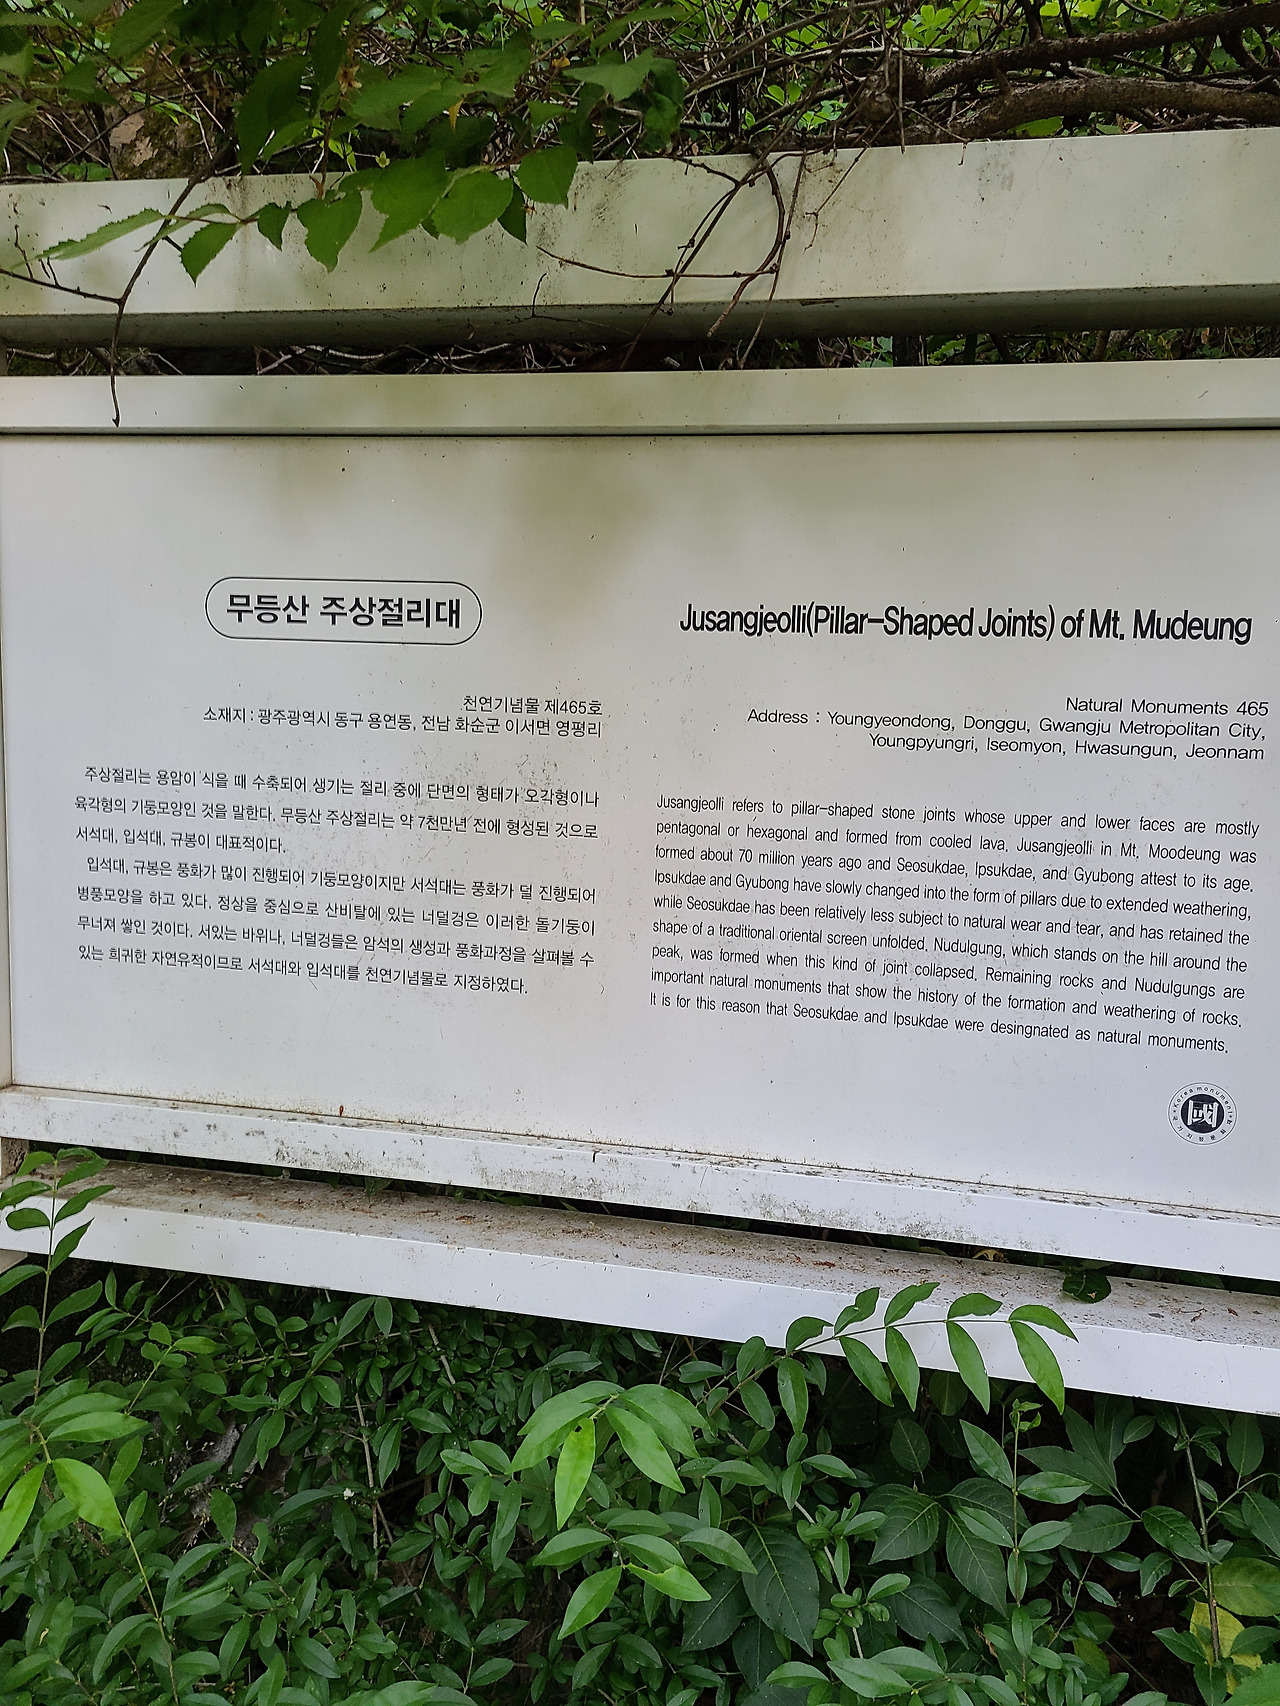 무등산 주상절리대
천연기념물 제465호
소재지 : 광주광역시 동구 용연동, 전남 화순군 이서면 영평리
주상절리는 용암이 식을 때 수축되어 생기는 절리 중에 단면의 형태가 오각형이나
육각형의 기둥모양인 것을 말한다. 무등산 주상절리는 약 7천만년 전에 형성된 것으로
서석대, 입석대, 규봉이 대표적이다.
입석대, 규봉은 풍화가 많이 진행되어 기둥모양이지만 서석대는 풍화가 덜 진행되어
병풍모양을 하고 있다. 정상을 중심으로 산비탈에 있는 너덜겅은 이러한 돌기둥이
무너져 쌓인 것이다. 서있는 바위나, 너덜겅들은 암석의 생성과 풍화과정을 살펴볼 수
있는 희귀한 자연유적이므로 서석대와 입석대를 천연기념물로 지정하였다.
Jusangjeolli(Pillar-Shaped Joints) of Mt. Mudeung
Natural Monuments 465
Address : Youngyeondong, Donggu, Gwangju Metropolitan City,
Youngpyungri, Iseomyon, Hwasungun, Jeonnam
Jusangjeolli refers to pillar-shaped stone joints whose upper and lower faces are mostly
pentagonal or hexagonal and formed from cooled lava. Jusangjeolli in Mt. Moodeung was
formed about 70 million years ago and Seosukdae, Ipsukdae, and Gyubong attest to its age.
Ipsukdae and Gyubong have slowly changed into the form of pillars due to extended weathering,
while Seosukdae has been relatively less subject to natural wear and tear, and has retained the
shape of a traditional oriental screen unfolded. Nudulgung, which stands on the hill around the
peak, was formed when this kind of joint collapsed. Remaining rocks and Nudulgungs are
important natural monuments that show the history of the formation and weathering of rocks.
It is for this reason that Seosukdae and Ipsukdae were desingnated as natural monuments.
Korea monument
國
국가지정문화재